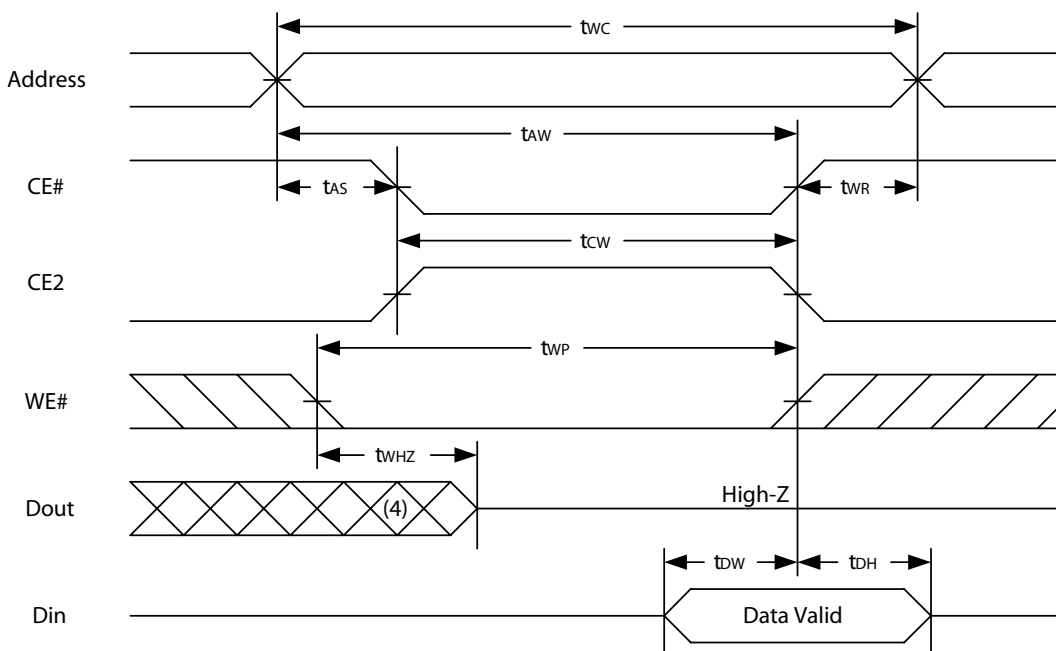 tWC
Address
tAW
CE#
tAS
tWR
tCW
CE2
tWP
WE#
tWHZ
High-Z
Dout
(4)
tDW
tDH
Din
Data Valid